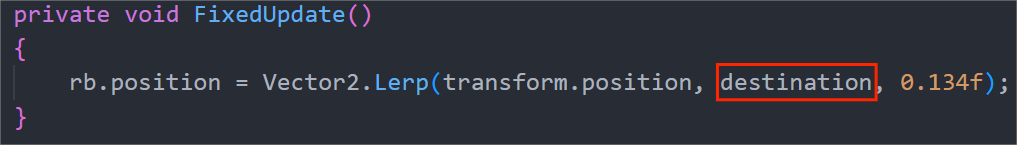 private void FixedUpdate()
{
rb.position = Vector2.Lerp(transform.position, destination, 0.134f);
}